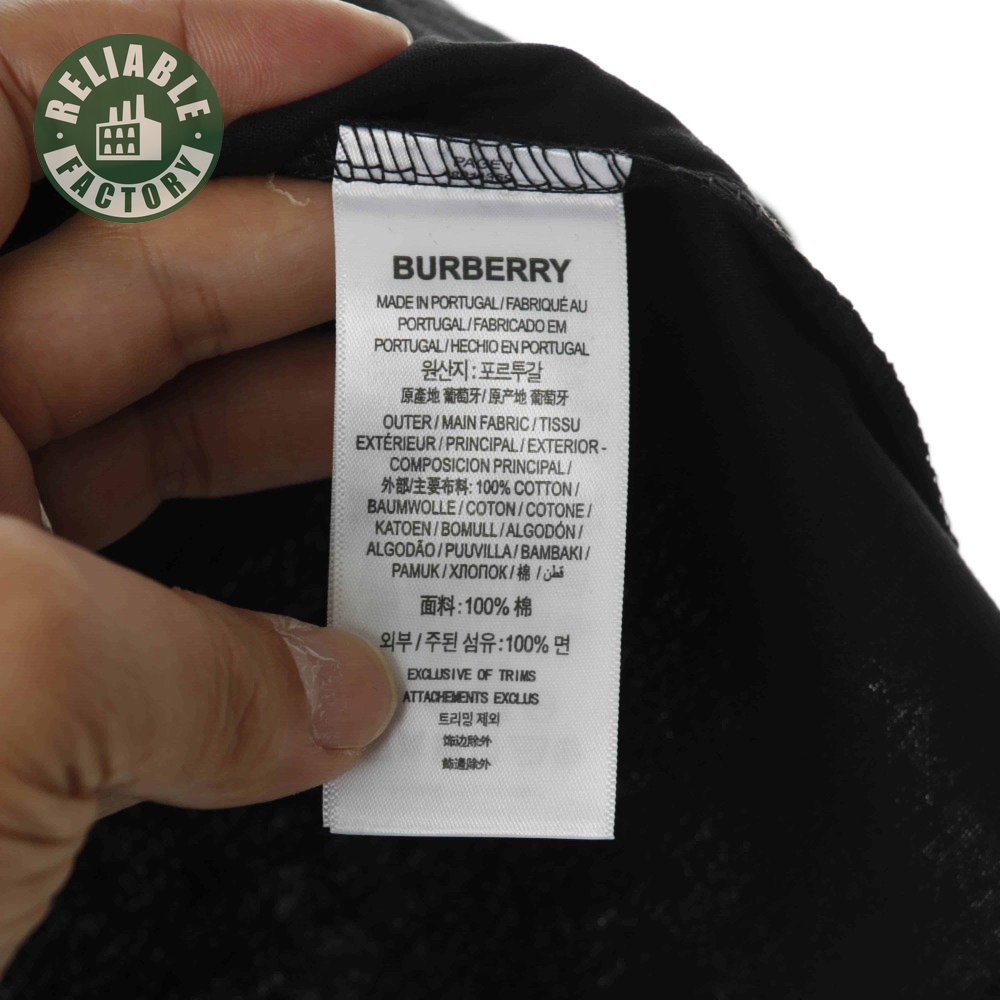 RELIABLE
FACTORY
BURBERRY
MADE IN PORTUGAL / FABRIQUÉ AU
PORTUGAL / FABRICADO EM
PORTUGAL / HECHO EN PORTUGAL
원산지 : 포르투갈
原產地 葡萄牙 / 原产地 葡萄牙
OUTER / MAIN FABRIC / TISSU
EXTÉRIEUR / PRINCIPAL / EXTERIOR -
COMPOSICION PRINCIPAL /
外部/主要布料: 100% COTTON /
BAUMWOLLE / COTON / COTONE /
KATOEN / BOMULL / ALGODÓN /
ALGODÃO / PUUVILLA / BAMBAKI /
PAMUK / ХЛОПОК / 棉 / قطن
面料: 100% 棉
외부 / 주된 섬유: 100% 면
EXCLUSIVE OF TRIMS
ATTACHEMENTS EXCLUS
트리밍 제외
饰边除外
飾邊除外